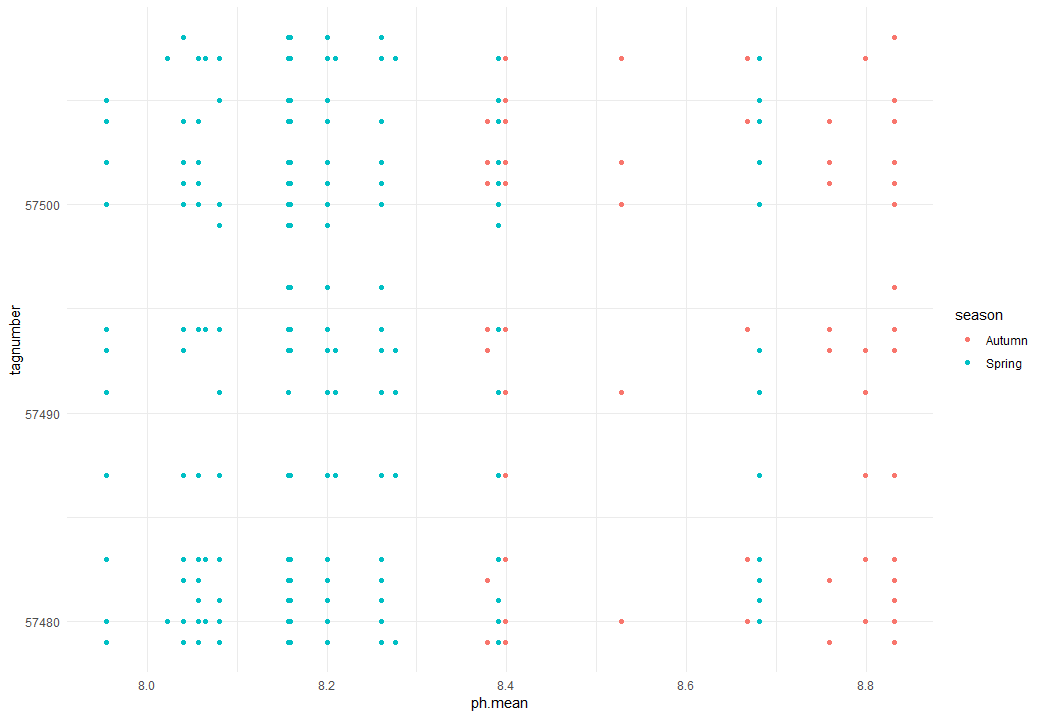 57500
57490
57480
tagnumber
8.0 8.2 8.4 8.6 8.8
ph.mean
season
Autumn
Spring